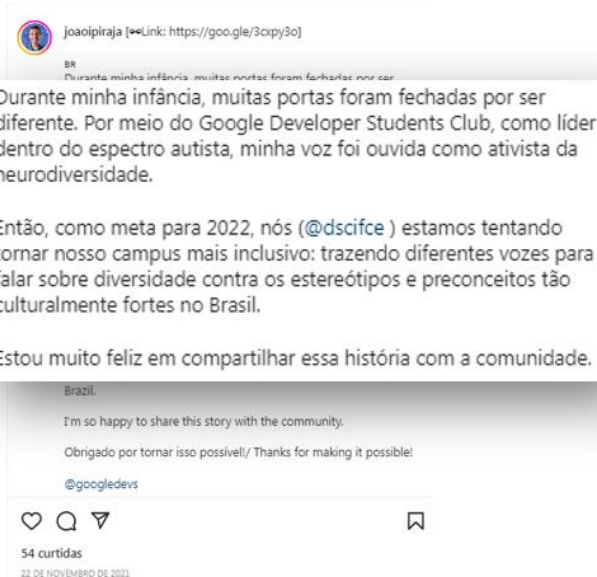 joaoipiraja [👓Link: https://goo.gle/3cxpy3o]
BR
Durante minha infância, muitas portas foram fechadas por ser
Durante minha infância, muitas portas foram fechadas por ser
diferente. Por meio do Google Developer Students Club, como líder
dentro do espectro autista, minha voz foi ouvida como ativista da
neurodiversidade.
Então, como meta para 2022, nós (@dscifce ) estamos tentando
tornar nosso campus mais inclusivo: trazendo diferentes vozes para
falar sobre diversidade contra os estereótipos e preconceitos tão
culturalmente fortes no Brasil.
Estou muito feliz em compartilhar essa história com a comunidade.
Brazil.
I'm so happy to share this story with the community.
Obrigado por tornar isso possível!/ Thanks for making it possible!
@googledevs
54 curtidas
22 DE NOVEMBRO DE 2021